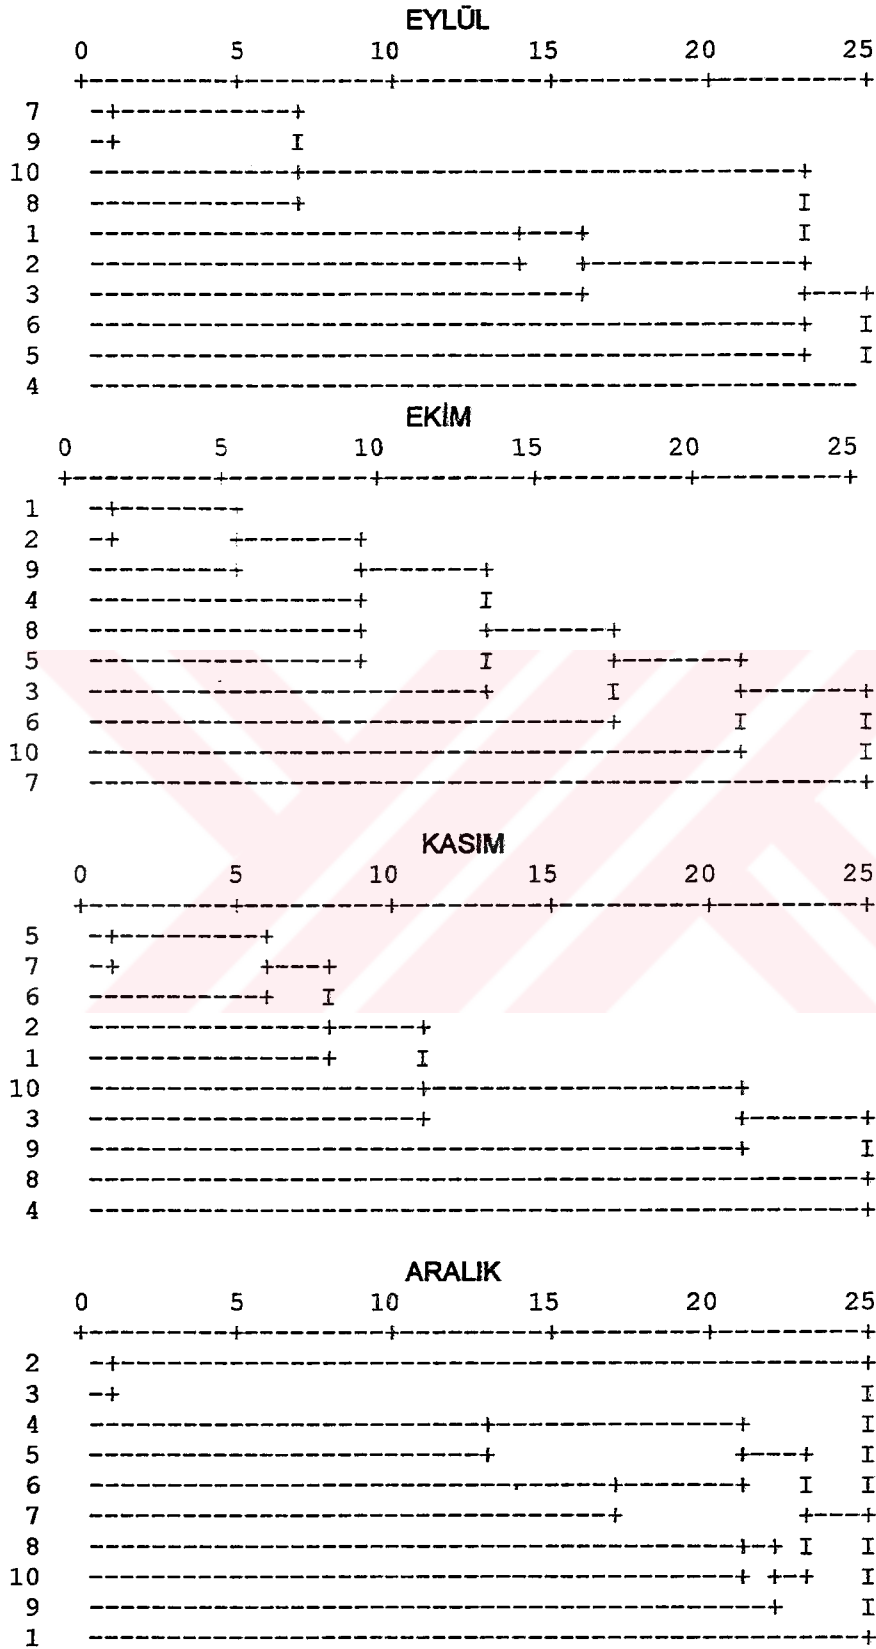 EYLÜL
0 5 10 15 20 25
+---------+---------+---------+---------+---------+
7 -+-----------+
9 -+ I
10 -------------+-------------------------------+
8 -------------+ I
1 ---------------------------+---+ I
2 ---------------------------+ +-------------+
3 -------------------------------+ +---+
6 ---------------------------------------------+ I
5 ---------------------------------------------+ I
4 -------------------------------------------------
EKİM
0 5 10 15 20 25
+---------+---------+---------+---------+---------+
1 -+-------+
2 -+ +-------+
9 ---------+ +-------+
4 -----------------+ I
8 -----------------+ +-------+
5 -----------------+ I +-------+
3 -------------------------+ I +-------+
6 ---------------------------------+ I I
10 -----------------------------------------+ I
7 -------------------------------------------------+
KASIM
0 5 10 15 20 25
+---------+---------+---------+---------+---------+
5 -+---------+
7 -+ +---+
6 -----------+ I
2 ---------------+-----+
1 ---------------+ I
10 ---------------------+-------------------+
3 ---------------------+ +-------+
9 -----------------------------------------+ I
8 -------------------------------------------------+
4 -------------------------------------------------+
ARALIK
0 5 10 15 20 25
+---------+---------+---------+---------+---------+
2 -+-----------------------------------------------+
3 -+ I
4 -------------------------+---------------+ I
5 -------------------------+ +---+ I
6 ---------------------------------+-------+ I I
7 ---------------------------------+ +---+
8 -----------------------------------------+-+ I I
10 -----------------------------------------+ +-+ I
9 -------------------------------------------+ I
1 -------------------------------------------------+